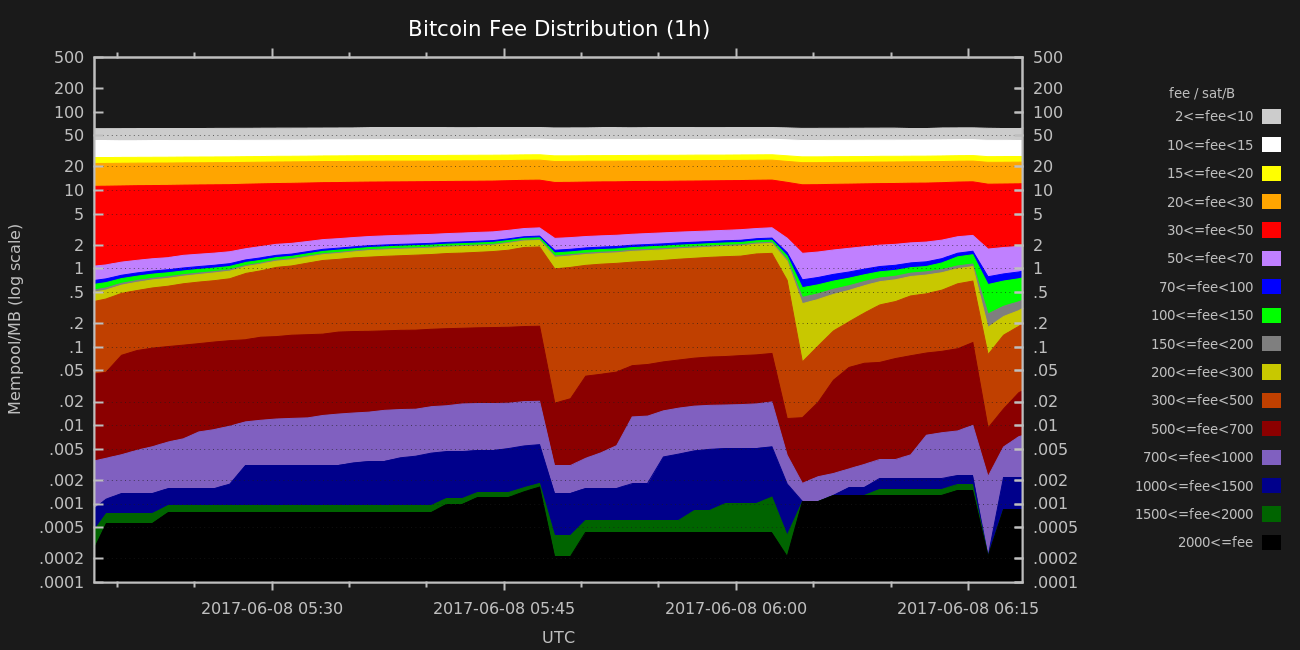 Bitcoin Fee Distribution (1h)
500 500
200 200
100 100
50 50
20 20
10 10
5 5
2 2
1 1
.5 .5
.2 .2
.1 .1
.05 .05
.02 .02
.01 .01
.005 .005
.002 .002
.001 .001
.0005 .0005
.0002 .0002
.0001 .0001
Mempool/MB (log scale)
2017-06-08 05:30 2017-06-08 05:45 2017-06-08 06:00 2017-06-08 06:15
UTC
fee / sat/B
2<=fee<10
10<=fee<15
15<=fee<20
20<=fee<30
30<=fee<50
50<=fee<70
70<=fee<100
100<=fee<150
150<=fee<200
200<=fee<300
300<=fee<500
500<=fee<700
700<=fee<1000
1000<=fee<1500
1500<=fee<2000
2000<=fee